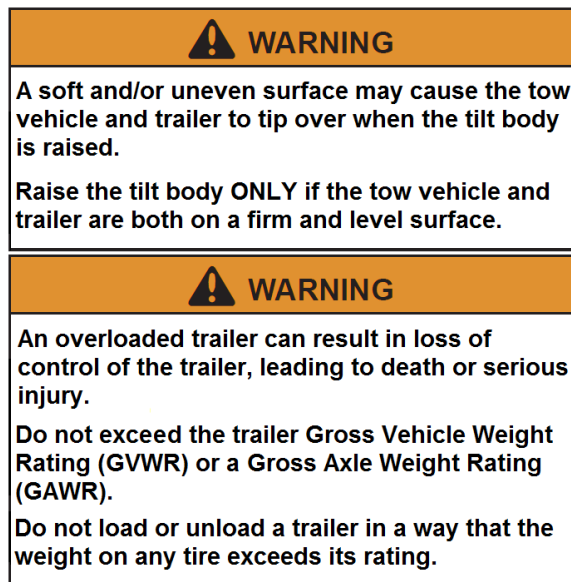 WARNING
A soft and/or uneven surface may cause the tow
vehicle and trailer to tip over when the tilt body
is raised.
Raise the tilt body ONLY if the tow vehicle and
trailer are both on a firm and level surface.
WARNING
An overloaded trailer can result in loss of
control of the trailer, leading to death or serious
injury.
Do not exceed the trailer Gross Vehicle Weight
Rating (GVWR) or a Gross Axle Weight Rating
(GAWR).
Do not load or unload a trailer in a way that the
weight on any tire exceeds its rating.